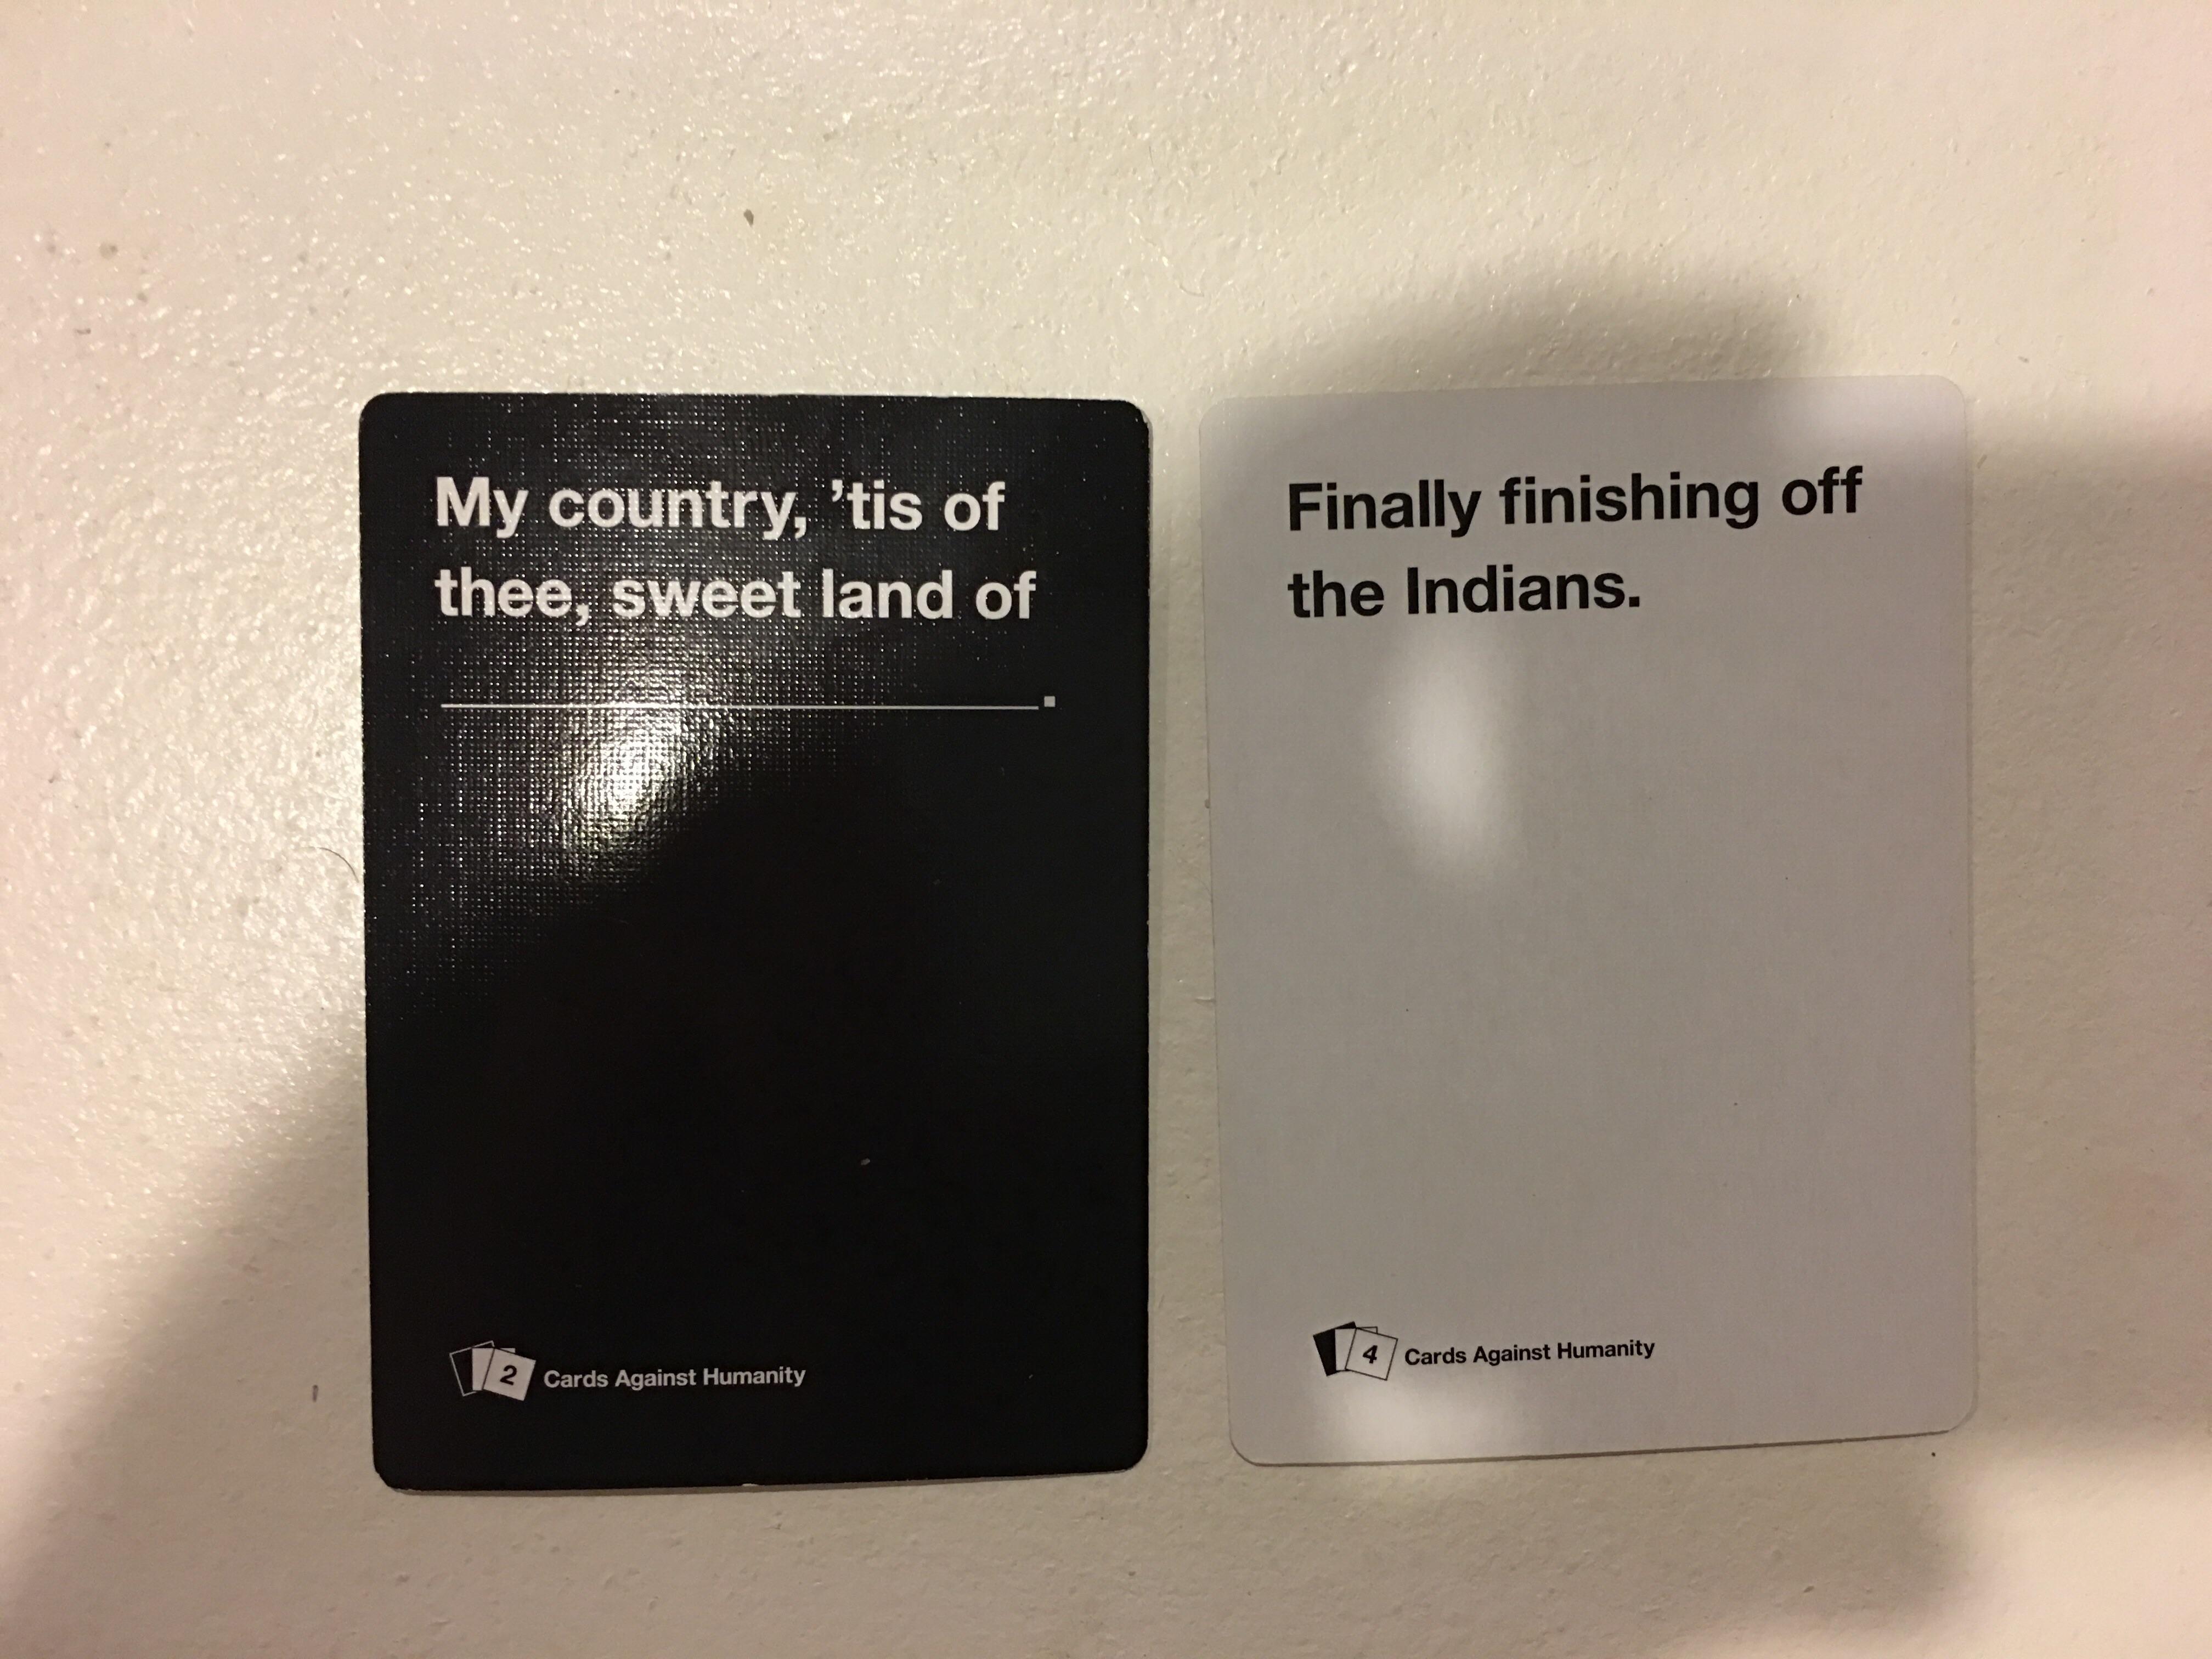 My country, ’tis of
thee, sweet land of
.
2 Cards Against Humanity
Finally finishing off
the Indians.
4 Cards Against Humanity